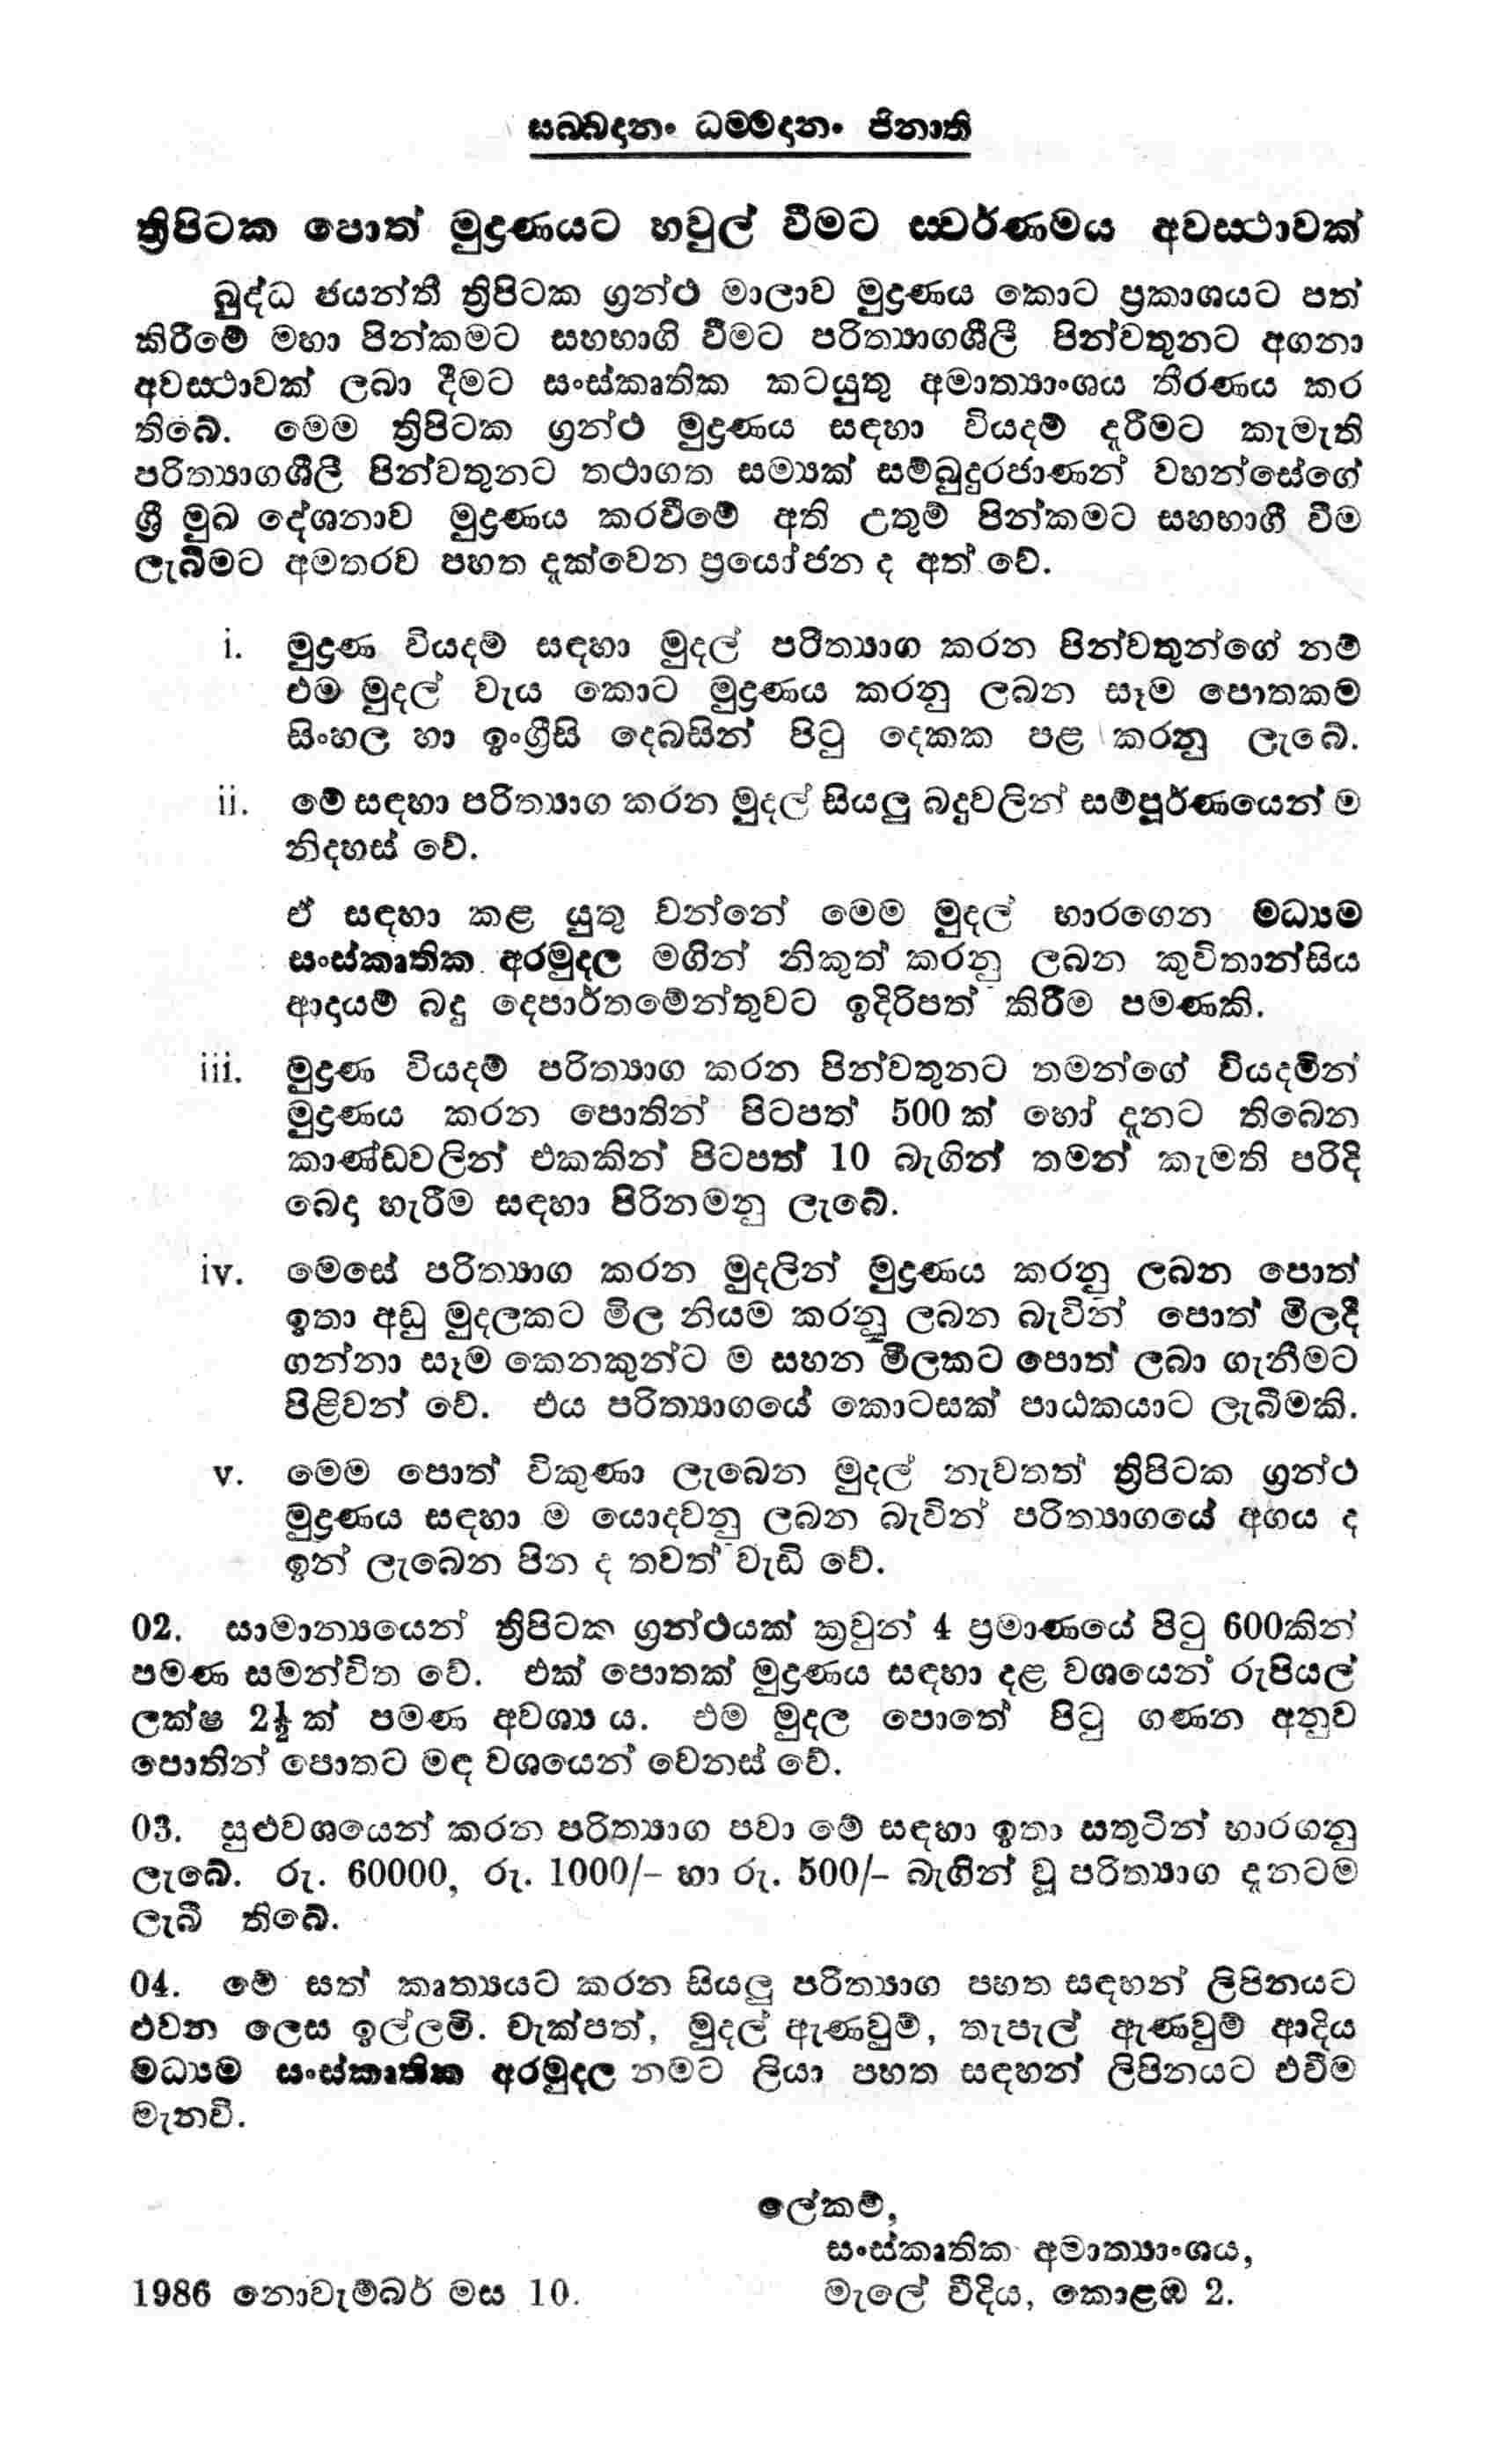 සබ්බදානං ධම්මදානං ජිනාති
ත්‍රිපිටක පොත් මුද්‍රණයට හවුල් වීමට ස්වර්ණමය අවස්ථාවක්
බුද්ධ ජයන්තී ත්‍රිපිටක ග්‍රන්ථ මාලාව මුද්‍රණය කොට ප්‍රකාශයට පත්
කිරීමේ මහා පින්කමට සහභාගි වීමට පරිත්‍යාගශීලී පින්වතුනට අගනා
අවස්ථාවක් ලබා දීමට සංස්කෘතික කටයුතු අමාත්‍යාංශය තීරණය කර
තිබේ. මෙම ත්‍රිපිටක ග්‍රන්ථ මුද්‍රණය සඳහා වියදම් දැරීමට කැමැති
පරිත්‍යාගශීලී පින්වතුනට තථාගත සම්‍යක් සම්බුදුරජාණන් වහන්සේගේ
ශ්‍රී මුඛ දේශනාව මුද්‍රණය කරවීමේ අති උතුම් පින්කමට සහභාගී වීම
ලැබීමට අමතරව පහත දැක්වෙන ප්‍රයෝජන ද අත් වේ.
i. මුද්‍රණ වියදම් සඳහා මුදල් පරිත්‍යාග කරන පින්වතුන්ගේ නම්
එම මුදල් වැය කොට මුද්‍රණය කරනු ලබන සෑම පොතකම
සිංහල හා ඉංග්‍රීසි දෙබසින් පිටු දෙකක පළ කරනු ලැබේ.
ii. මේ සඳහා පරිත්‍යාග කරන මුදල් සියලු බදුවලින් සම්පූර්ණයෙන් ම
නිදහස් වේ.
ඒ සඳහා කළ යුතු වන්නේ මෙම මුදල් භාරගෙන මධ්‍යම
සංස්කෘතික අරමුදල මගින් නිකුත් කරනු ලබන කුවිතාන්සිය
ආදායම් බදු දෙපාර්තමේන්තුවට ඉදිරිපත් කිරීම පමණකි.
iii. මුද්‍රණ වියදම් පරිත්‍යාග කරන පින්වතුනට තමන්ගේ වියදමින්
මුද්‍රණය කරන පොතින් පිටපත් 500 ක් හෝ දැනට තිබෙන
කාණ්ඩවලින් එකකින් පිටපත් 10 බැගින් තමන් කැමති පරිදි
බෙදා හැරීම සඳහා පිරිනමනු ලැබේ.
iv. මෙසේ පරිත්‍යාග කරන මුදලින් මුද්‍රණය කරනු ලබන පොත්
ඉතා අඩු මුදලකට මිල නියම කරනු ලබන බැවින් පොත් මිලදී
ගන්නා සෑම කෙනකුන්ට ම සහන මිලකට පොත් ලබා ගැනීමට
පිළිවන් වේ. එය පරිත්‍යාගයේ කොටසක් පාඨකයාට ලැබීමකි.
v. මෙම පොත් විකුණා ලැබෙන මුදල් නැවතත් ත්‍රිපිටක ග්‍රන්ථ
මුද්‍රණය සඳහා ම යොදවනු ලබන බැවින් පරිත්‍යාගයේ අගය ද
ඉන් ලැබෙන පින ද තවත් වැඩි වේ.
02. සාමාන්‍යයෙන් ත්‍රිපිටක ග්‍රන්ථයක් ක්‍රවුන් 4 ප්‍රමාණයේ පිටු 600කින්
පමණ සමන්විත වේ. එක් පොතක් මුද්‍රණය සඳහා දළ වශයෙන් රුපියල්
ලක්ෂ 2½ ක් පමණ අවශ්‍ය ය. එම මුදල පොතේ පිටු ගණන අනුව
පොතින් පොතට මඳ වශයෙන් වෙනස් වේ.
03. සුළුවශයෙන් කරන පරිත්‍යාග පවා මේ සඳහා ඉතා සතුටින් භාරගනු
ලැබේ. රු. 60000, රු. 1000/- හා රු. 500/- බැගින් වූ පරිත්‍යාග දැනටම
ලැබී තිබේ.
04. මේ සත් කෘත්‍යයට කරන සියලු පරිත්‍යාග පහත සඳහන් ලිපිනයට
එවන ලෙස ඉල්ලමි. චැක්පත්, මුදල් ඇණවුම්, තැපැල් ඇණවුම් ආදිය
මධ්‍යම සංස්කෘතික අරමුදල නමට ලියා පහත සඳහන් ලිපිනයට එවීම
මැනවි.
ලේකම්,
සංස්කෘතික අමාත්‍යාංශය,
1986 නොවැම්බර් මස 10. මැලේ වීදිය, කොළඹ 2.